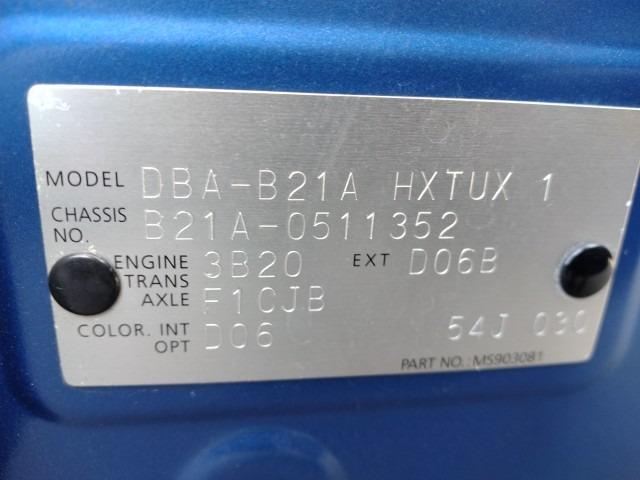 MODEL DBA-B21A HXTUX 1
CHASSIS NO. B21A-0511352
ENGINE 3B20 EXT D06B
TRANS AXLE F1CJB
COLOR. INT D06
OPT 54J 030
PART NO.: MS903081